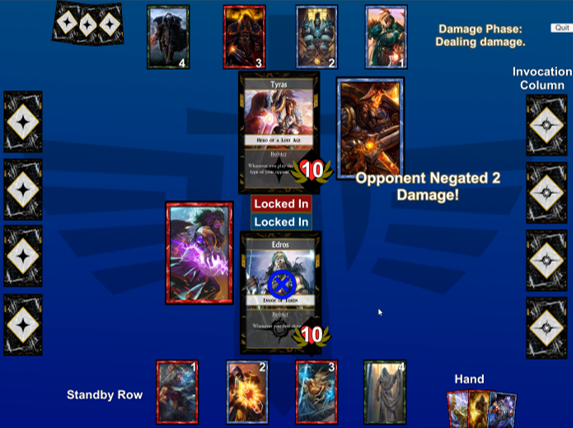 Damage Phase:
Dealing damage.
Quit
4
3
2
1
Invocation
Column
Tyras
Hero of a Lost Age
10
Opponent Negated 2
Damage!
Locked In
Locked In
Edros
10
Standby Row
1
2
3
4
Hand